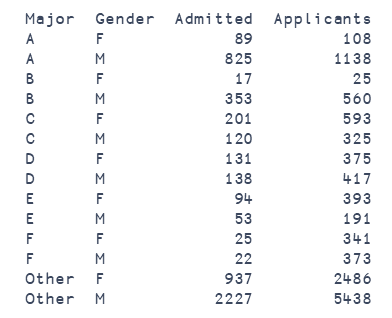 Major Gender Admitted Applicants
A F 89 108
A M 825 1138
B F 17 25
B M 353 560
C F 201 593
C M 120 325
D F 131 375
D M 138 417
E F 94 393
E M 53 191
F F 25 341
F M 22 373
Other F 937 2486
Other M 2227 5438